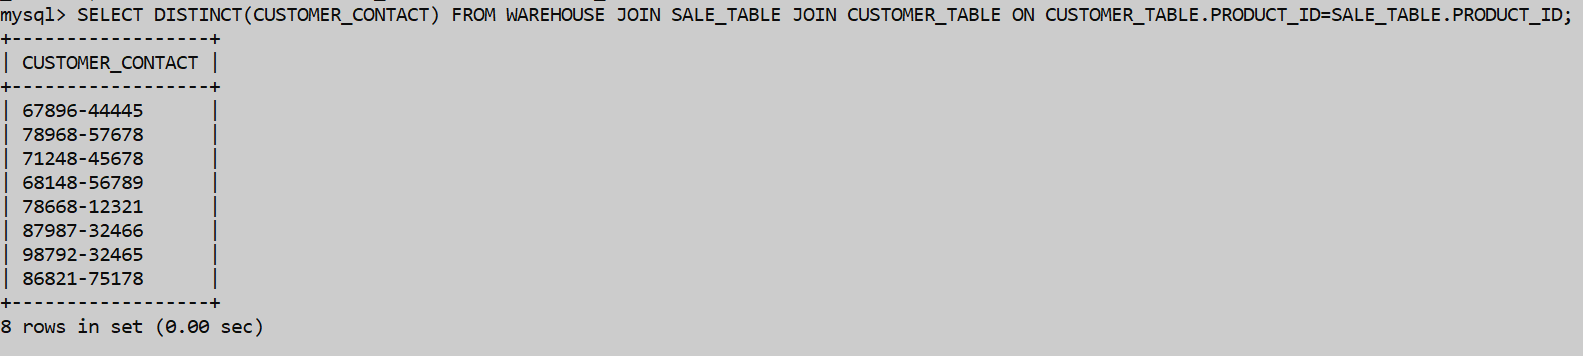 mysql> SELECT DISTINCT(CUSTOMER_CONTACT) FROM WAREHOUSE JOIN SALE_TABLE JOIN CUSTOMER_TABLE ON CUSTOMER_TABLE.PRODUCT_ID=SALE_TABLE.PRODUCT_ID;
+------------------+
| CUSTOMER_CONTACT |
+------------------+
| 67896-44445      |
| 78968-57678      |
| 71248-45678      |
| 68148-56789      |
| 78668-12321      |
| 87987-32466      |
| 98792-32465      |
| 86821-75178      |
+------------------+
8 rows in set (0.00 sec)